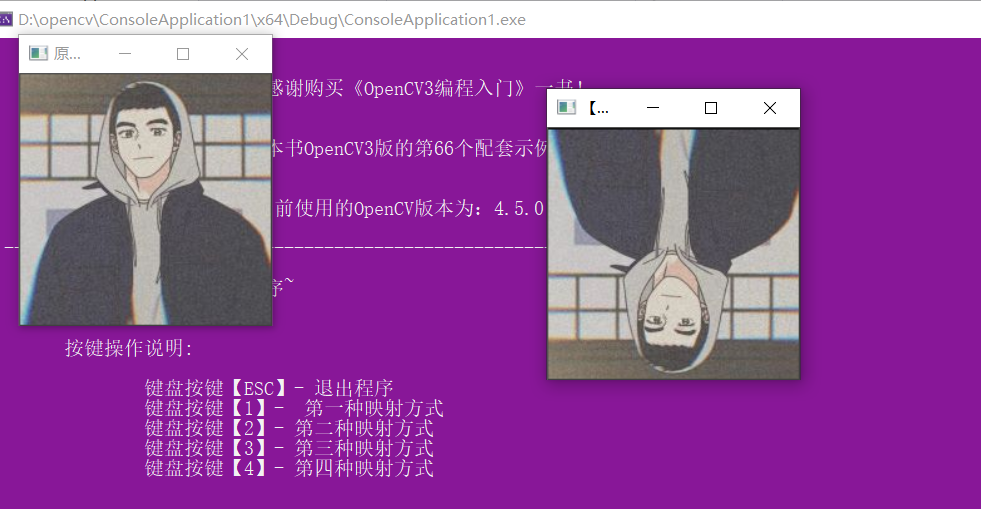 D:\opencv\ConsoleApplication1\x64\Debug\ConsoleApplication1.exe
原...
感谢购买《OpenCV3编程入门》一书!
【...
本书OpenCV3版的第66个配套示例
前使用的OpenCV版本为: 4.5.0
序~
按键操作说明:
键盘按键【ESC】- 退出程序
键盘按键【1】-  第一种映射方式
键盘按键【2】- 第二种映射方式
键盘按键【3】- 第三种映射方式
键盘按键【4】- 第四种映射方式